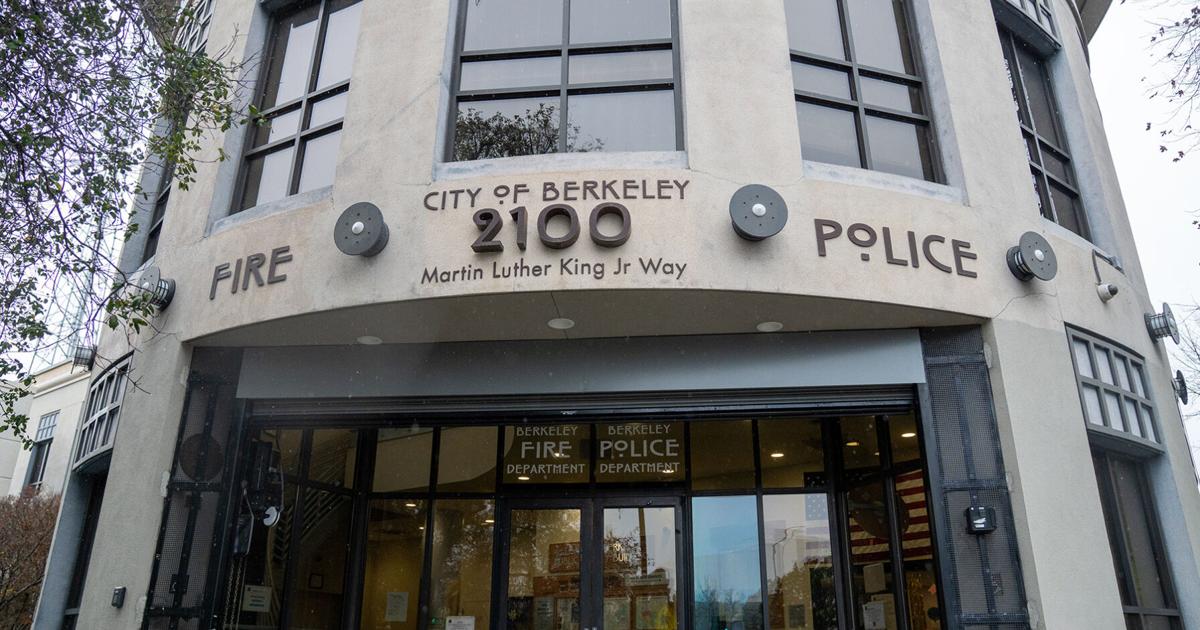 CITY OF BERKELEY
2100
Martin Luther King Jr Way
FIRE
POLICE
BERKELEY
FIRE
DEPARTMENT
BERKELEY
POLICE
DEPARTMENT